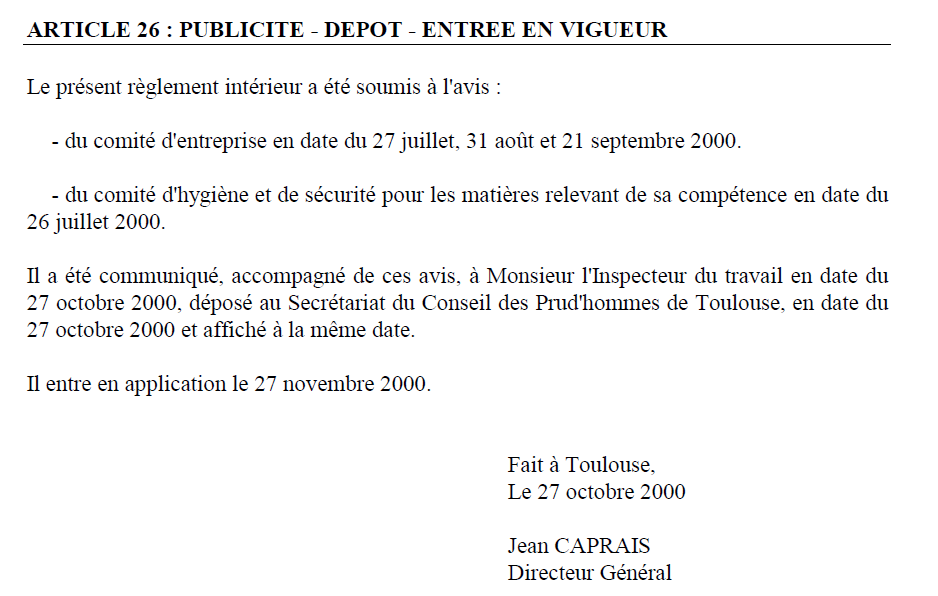 ARTICLE 26 : PUBLICITE - DEPOT - ENTREE EN VIGUEUR
Le présent règlement intérieur a été soumis à l'avis :
- du comité d'entreprise en date du 27 juillet, 31 août et 21 septembre 2000.
- du comité d'hygiène et de sécurité pour les matières relevant de sa compétence en date du
26 juillet 2000.
Il a été communiqué, accompagné de ces avis, à Monsieur l'Inspecteur du travail en date du
27 octobre 2000, déposé au Secrétariat du Conseil des Prud'hommes de Toulouse, en date du
27 octobre 2000 et affiché à la même date.
Il entre en application le 27 novembre 2000.
Fait à Toulouse,
Le 27 octobre 2000
Jean CAPRAIS
Directeur Général